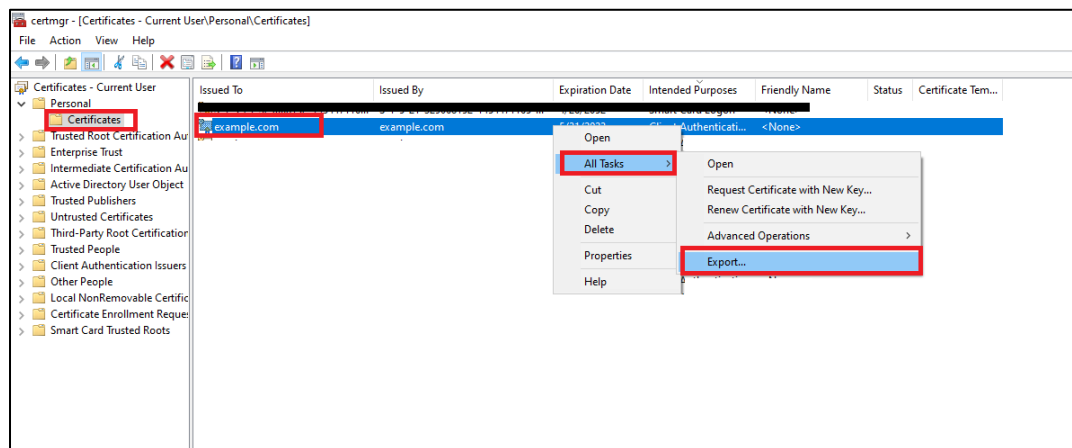 certmgr - [Certificates - Current User\Personal\Certificates]
File Action View Help
Certificates - Current User
Personal
Certificates
Trusted Root Certification Au
Enterprise Trust
Intermediate Certification Au
Active Directory User Object
Trusted Publishers
Untrusted Certificates
Third-Party Root Certification
Trusted People
Client Authentication Issuers
Other People
Local NonRemovable Certific
Certificate Enrollment Reques
Smart Card Trusted Roots
Issued To Issued By Expiration Date Intended Purposes Friendly Name Status Certificate Tem...
example.com example.com Client Authenticati... <None>
Open
All Tasks >
Cut
Copy
Delete
Properties
Help
Open
Request Certificate with New Key...
Renew Certificate with New Key...
Advanced Operations >
Export...